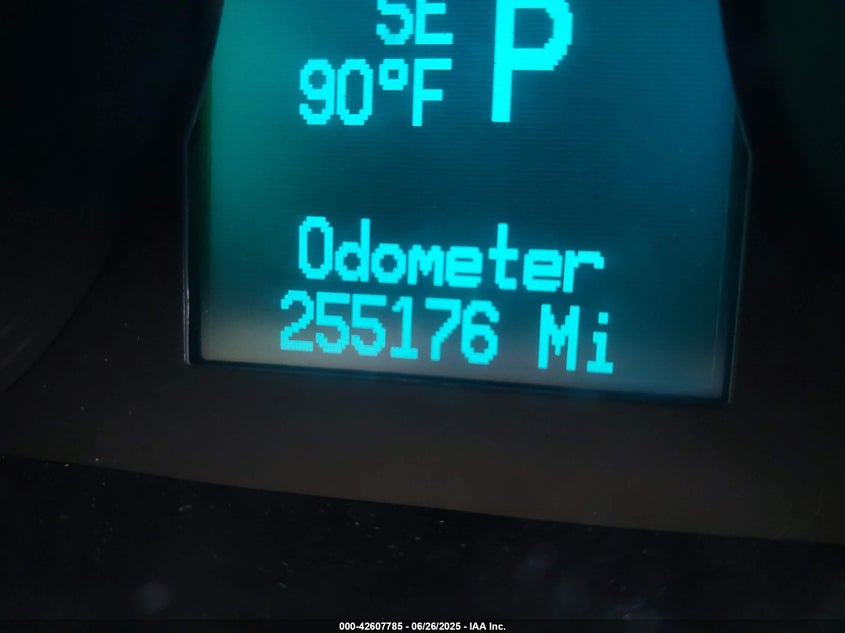 SE
90°F P
Odometer
255176 Mi
000-42607785 - 06/26/2025 - IAA Inc.